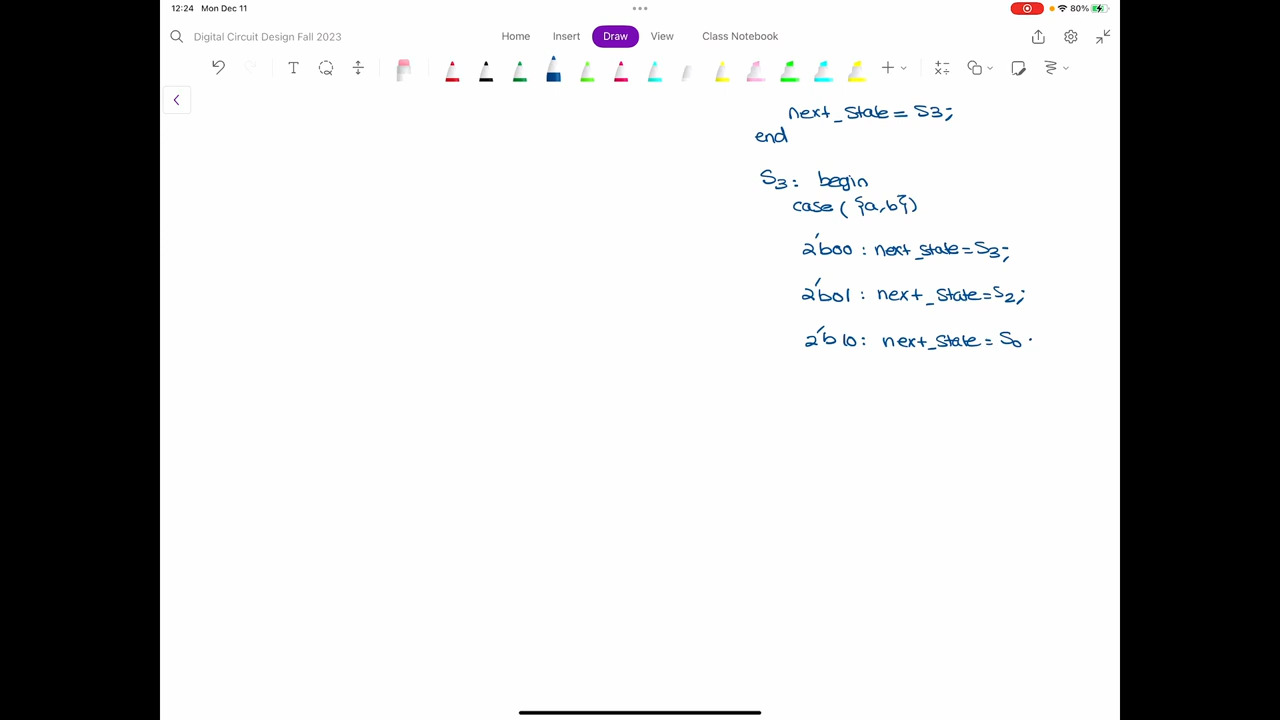 12:24 Mon Dec 11
80%
Digital Circuit Design Fall 2023
Home Insert Draw View Class Notebook
T
next_state = S3;
end
S3: begin
case ({a,b})
2'b00 : next_state = S3;
2'b01 : next_state = S2;
2'b10 : next_state = S0 .